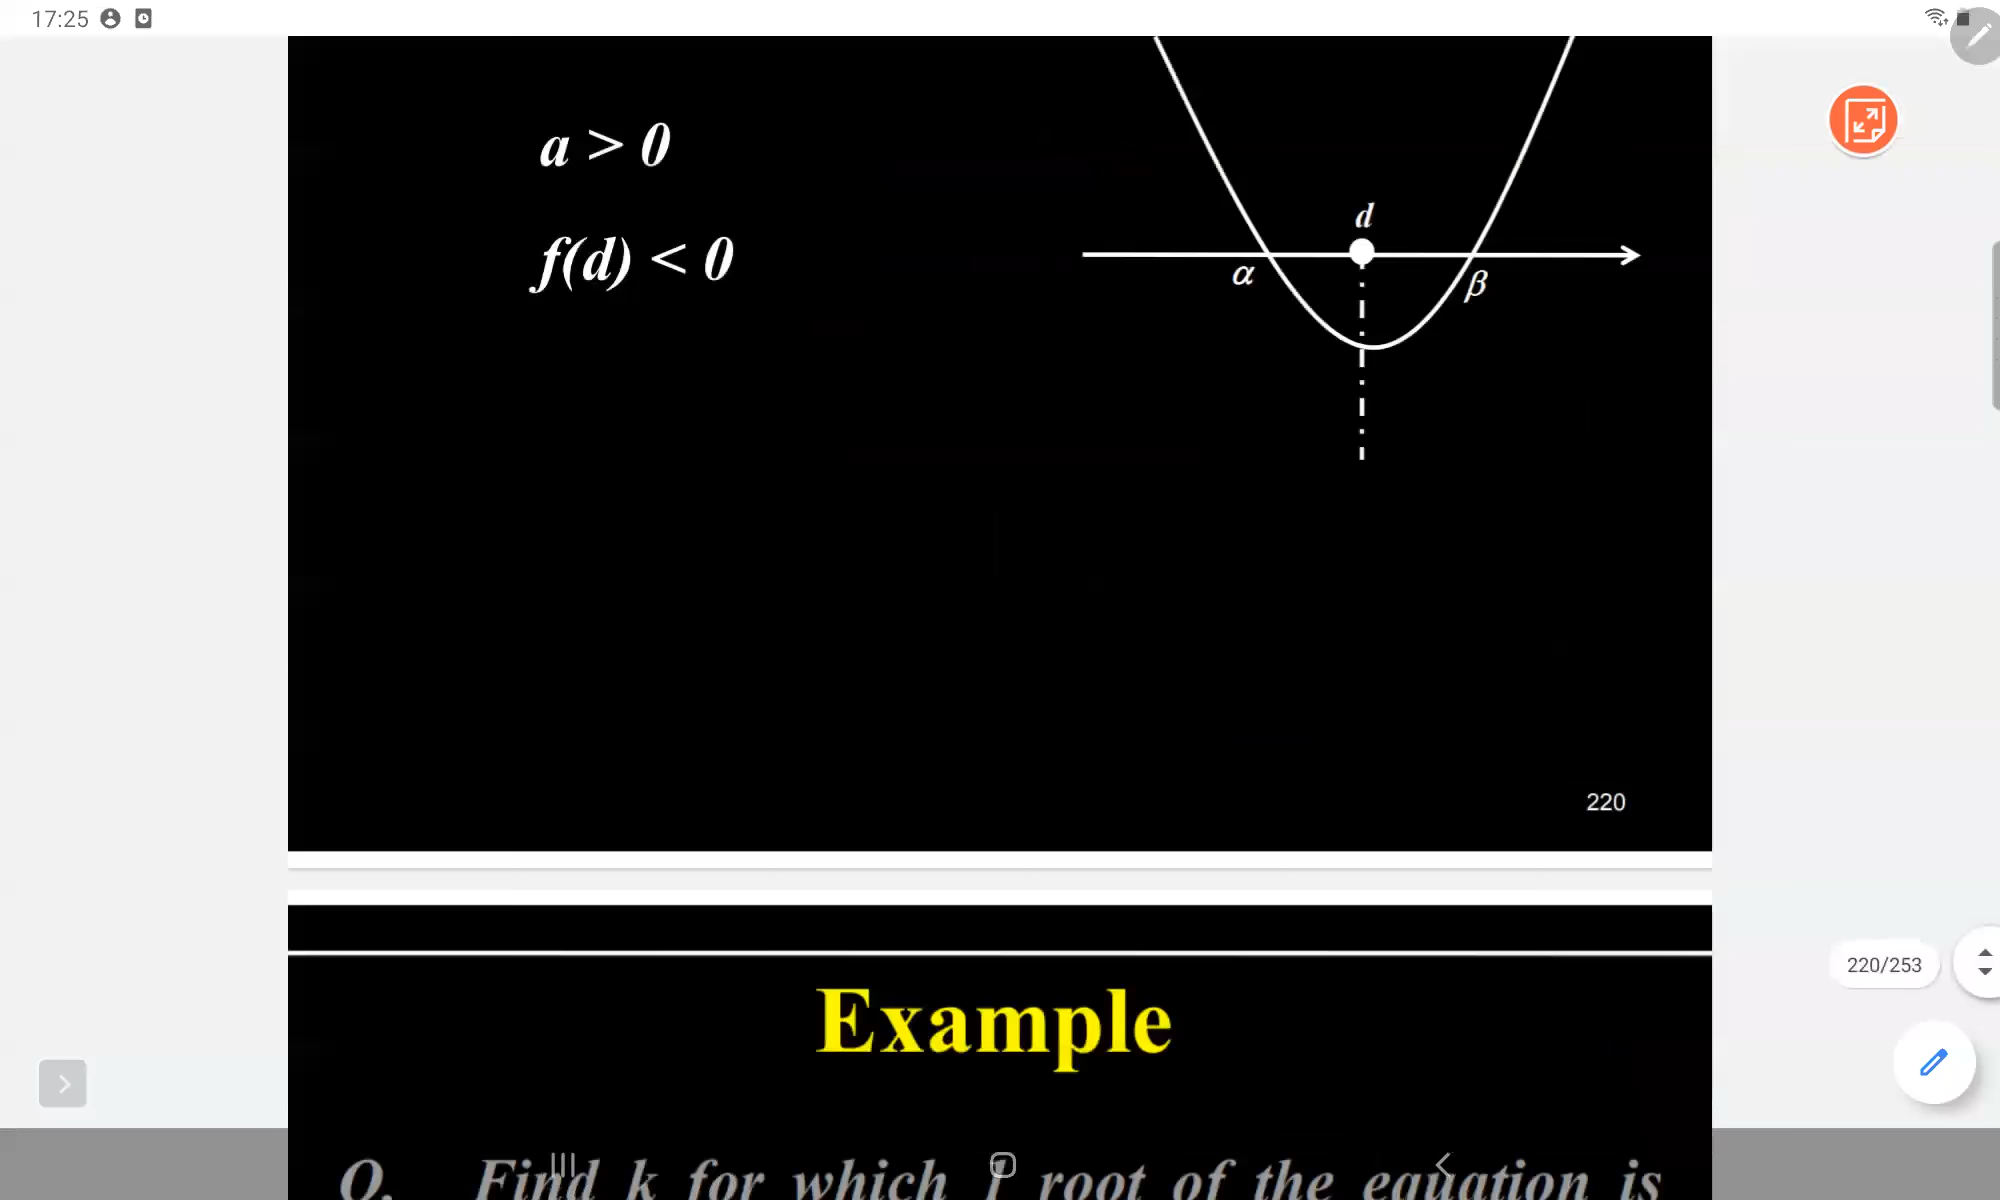 17:25
a > 0
f(d) < 0
d
α
β
220
220/253
Example
Q. Find k for which 1 root of the equation is